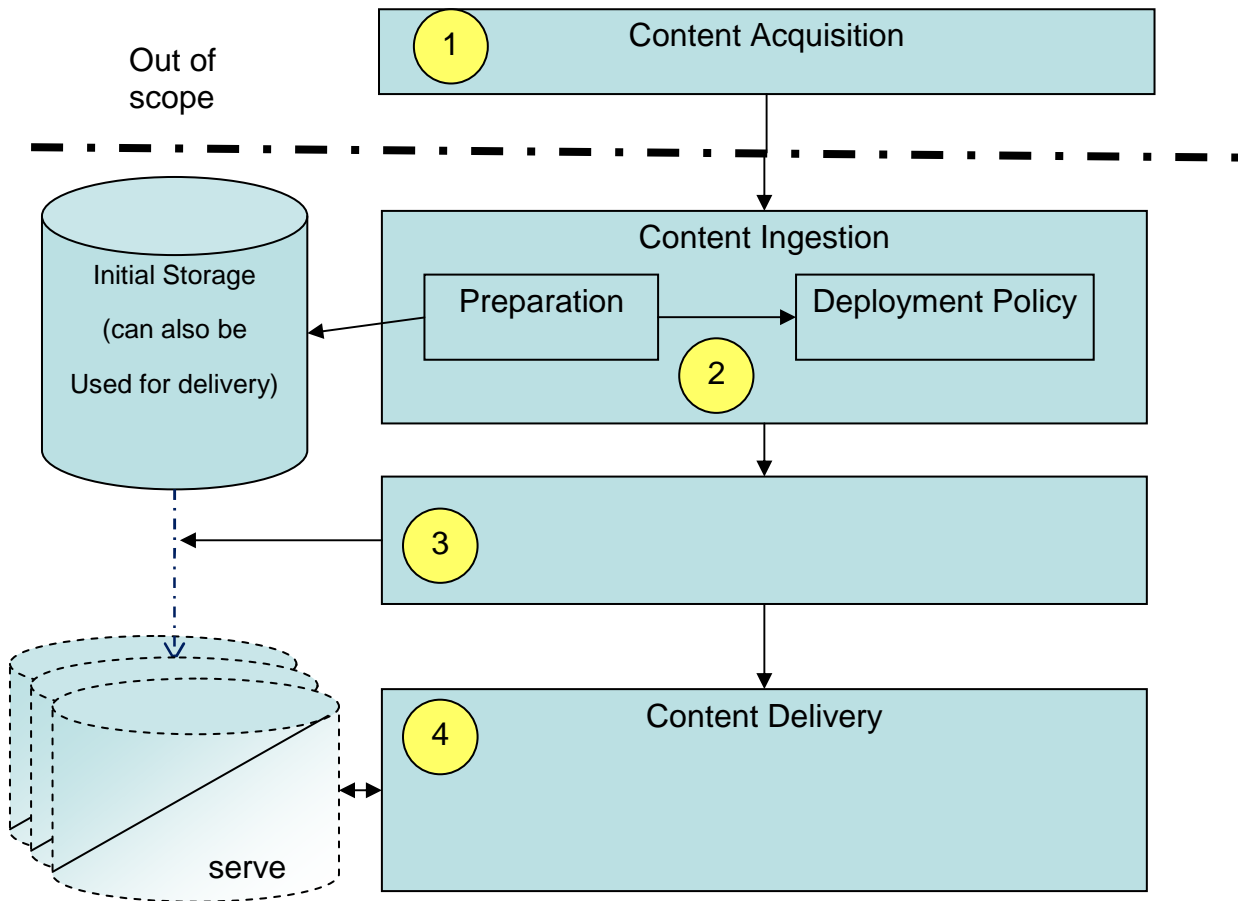 1
Content Acquisition
Out of
scope
Content Ingestion
Initial Storage
(can also be
Used for delivery)
Preparation
Deployment Policy
2
3
4
Content Delivery
serve